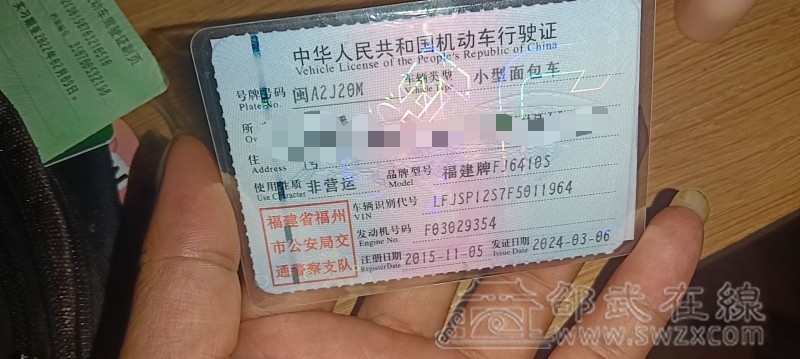 中华人民共和国机动车行驶证
Vehicle License of the People's Republic of China
号牌号码 闽A2J20M 车辆类型 小型面包车
Plate No. Vehicle Type
所
住
Address
使用性质 非营运 品牌型号 福建牌FJ6410S
Use Character Model
福建省福州
市公安局交
通警察支队
车辆识别代号 LFJSP12S7F5011964
VIN
发动机号码 F03029354
Engine No.
注册日期 2015-11-05 发证日期 2024-03-06
Register Date Issue Date
邵武在線
www.swzx.com